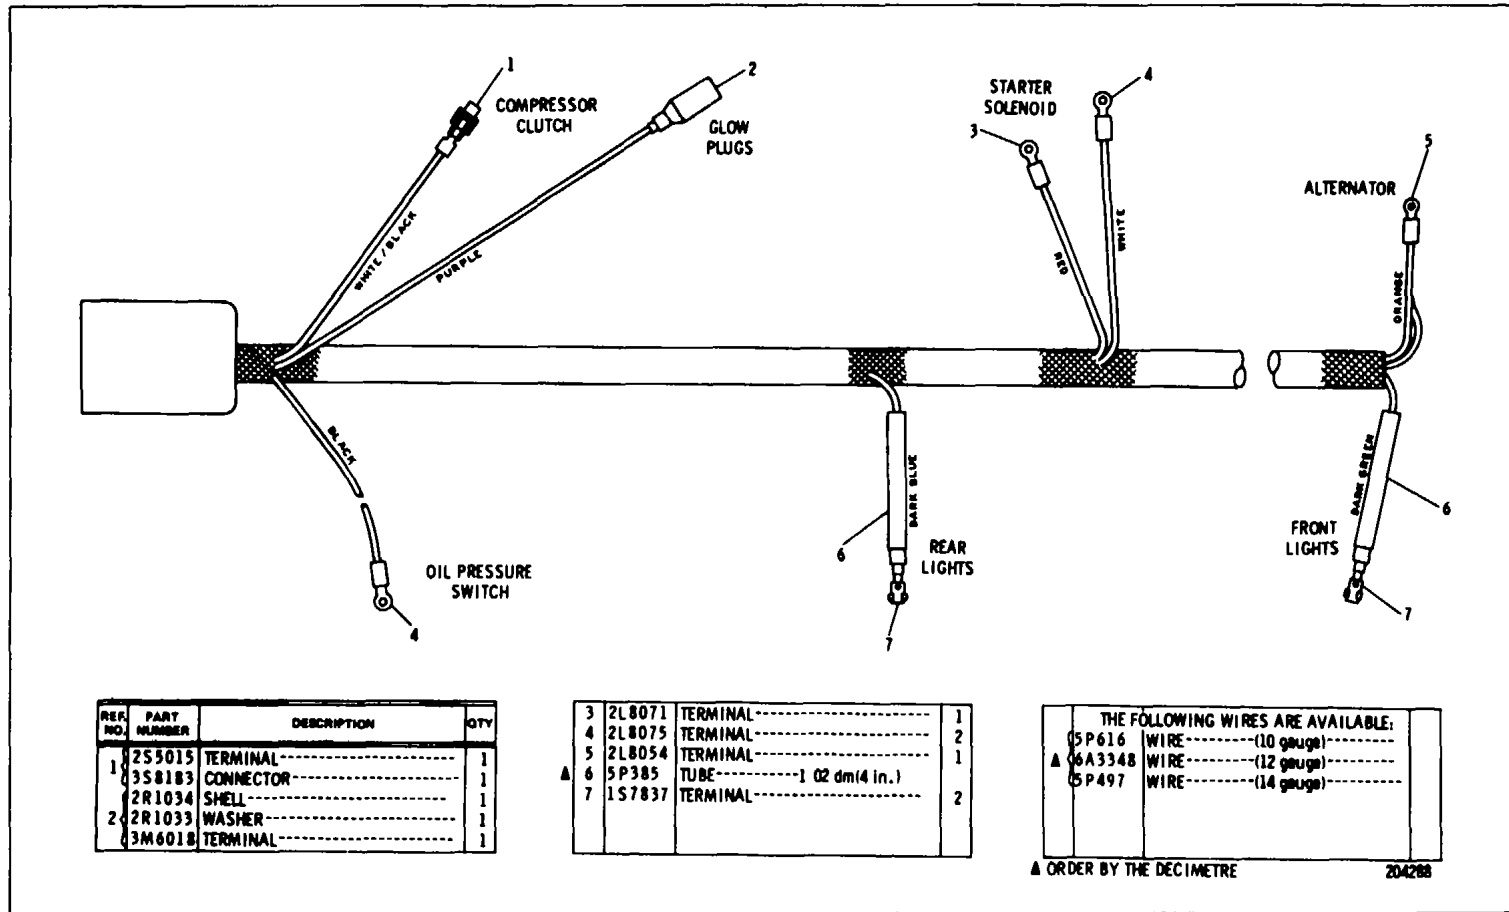 1
COMPRESSOR
CLUTCH
2
GLOW
PLUGS
STARTER
SOLENOID
3
4
5
ALTERNATOR
WHITE / BLACK
PURPLE
RED
WHITE
ORANGE
BLACK
DARK BLUE
DARK GREEN
6
REAR
LIGHTS
7
FRONT
LIGHTS
6
7
OIL PRESSURE
SWITCH
4
REF. NO. PART NUMBER DESCRIPTION QTY
1 2S5015 TERMINAL 1
3S8183 CONNECTOR 1
2R1034 SHELL 1
2 2R1033 WASHER 1
3M6018 TERMINAL 1
3 2L8071 TERMINAL 1
4 2L8075 TERMINAL 2
5 2L8054 TERMINAL 1
▲ 6 5P385 TUBE 1 02 dm(4 in.)
7 1S7837 TERMINAL 2
THE FOLLOWING WIRES ARE AVAILABLE:
5P616 WIRE (10 gauge)
▲ 6A3348 WIRE (12 gauge)
5P497 WIRE (14 gauge)
▲ ORDER BY THE DECIMETRE 204288